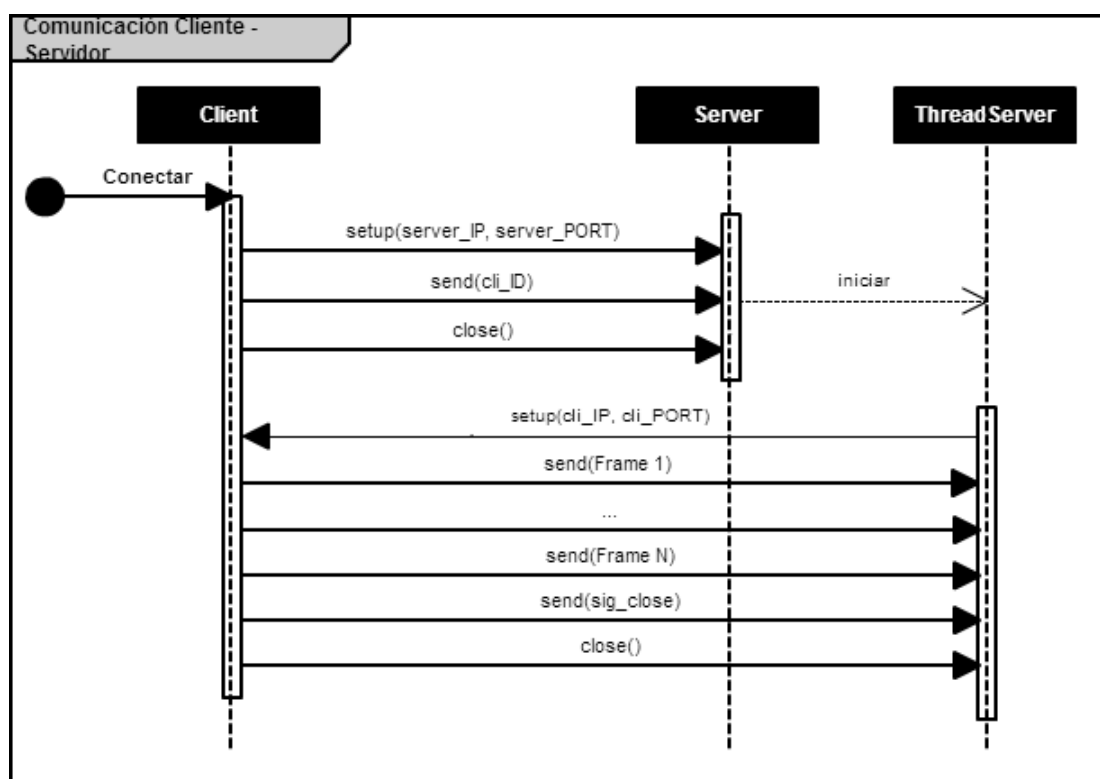 Comunicación Cliente -
Servidor
Client
Server
ThreadServer
Conectar
setup(server_IP, server_PORT)
send(cli_ID)
iniciar
close()
setup(cli_IP, cli_PORT)
send(Frame 1)
...
send(Frame N)
send(sig_close)
close()